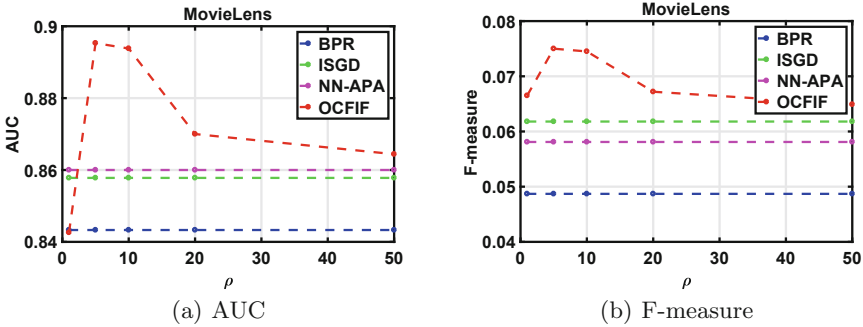 MovieLens
0.9
0.88
0.86
0.84
AUC
BPR
ISGD
NN-APA
OCFIF
0 10 20 30 40 50
ρ
(a) AUC
MovieLens
0.08
0.07
0.06
0.05
0.04
F-measure
BPR
ISGD
NN-APA
OCFIF
0 10 20 30 40 50
ρ
(b) F-measure